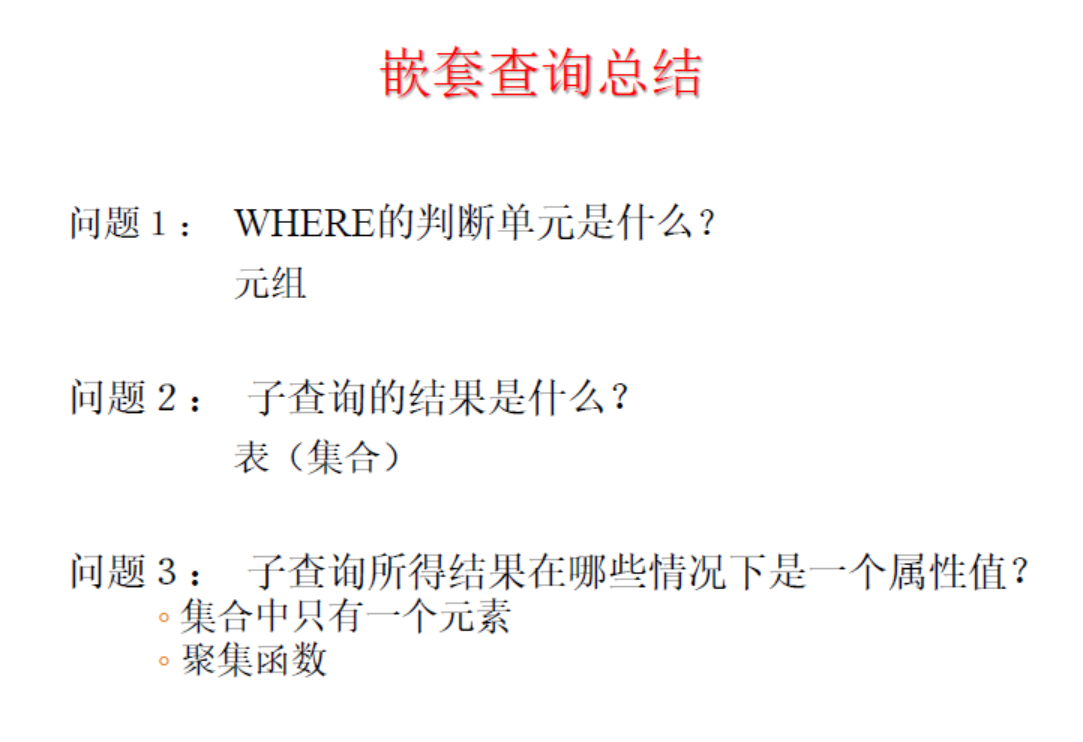 嵌套查询总结
问题1： WHERE的判断单元是什么？
元组
问题2： 子查询的结果是什么？
表（集合）
问题3： 子查询所得结果在哪些情况下是一个属性值？
集合中只有一个元素
聚集函数